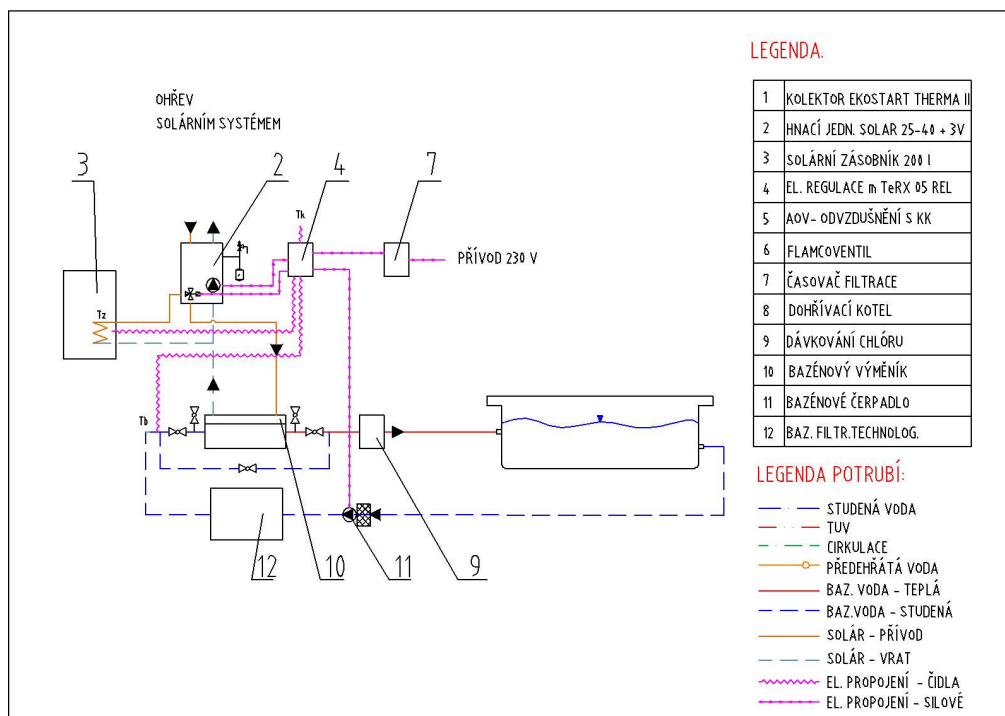 LEGENDA.
OHŘEV
SOLÁRNÍM SYSTÉMEM
3
2
4
7
Tk
PŘÍVOD 230 V
Tz
Tb
12
10
11
9
1 KOLEKTOR EKOSTART THERMA II
2 HNACÍ JEDN. SOLAR 25-40 + 3V
3 SOLÁRNÍ ZÁSOBNÍK 200 l
4 EL. REGULACE m TeRX 05 REL
5 AOV- ODVZDUŠNĚNÍ S KK
6 FLAMCOVENTIL
7 ČASOVAČ FILTRACE
8 DOHŘÍVACÍ KOTEL
9 DÁVKOVÁNÍ CHLÓRU
10 BAZÉNOVÝ VÝMĚNÍK
11 BAZÉNOVÉ ČERPADLO
12 BAZ. FILTR.TECHNOLOG.
LEGENDA POTRUBÍ:
STUDENÁ VODA
TUV
CIRKULACE
PŘEDEHŘÁTÁ VODA
BAZ. VODA - TEPLÁ
BAZ.VODA - STUDENÁ
SOLÁR - PŘÍVOD
SOLÁR - VRAT
EL. PROPOJENÍ - ČIDLA
EL. PROPOJENÍ - SILOVÉ